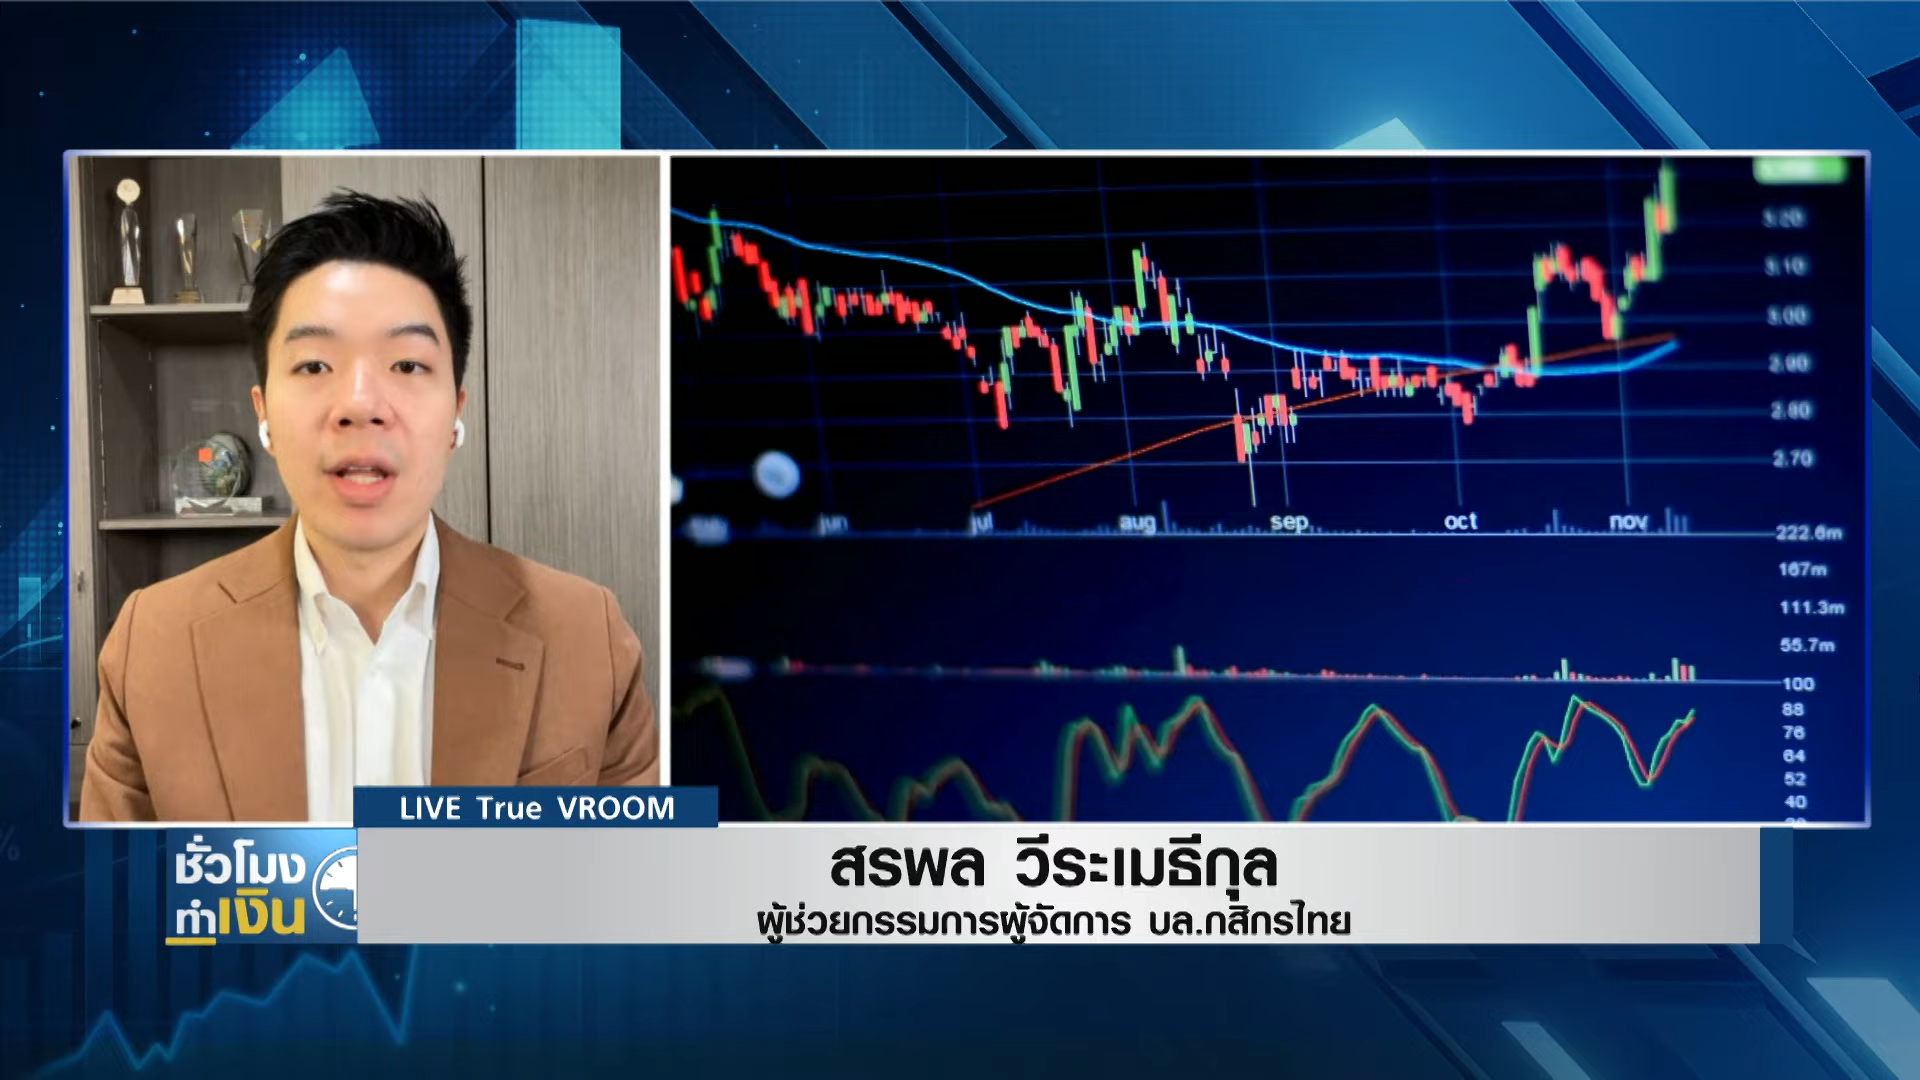 3.20
3.10
3.00
2.90
2.80
2.70
jun
jul
aug
sep
oct
nov
222.6m
167m
111.3m
55.7m
100
88
76
64
52
40
LIVE True VROOM
ชั่วโมง
ทำเงิน
สรพล วีระเมธีกุล
ผู้ช่วยกรรมการผู้จัดการ บล.กสิกรไทย